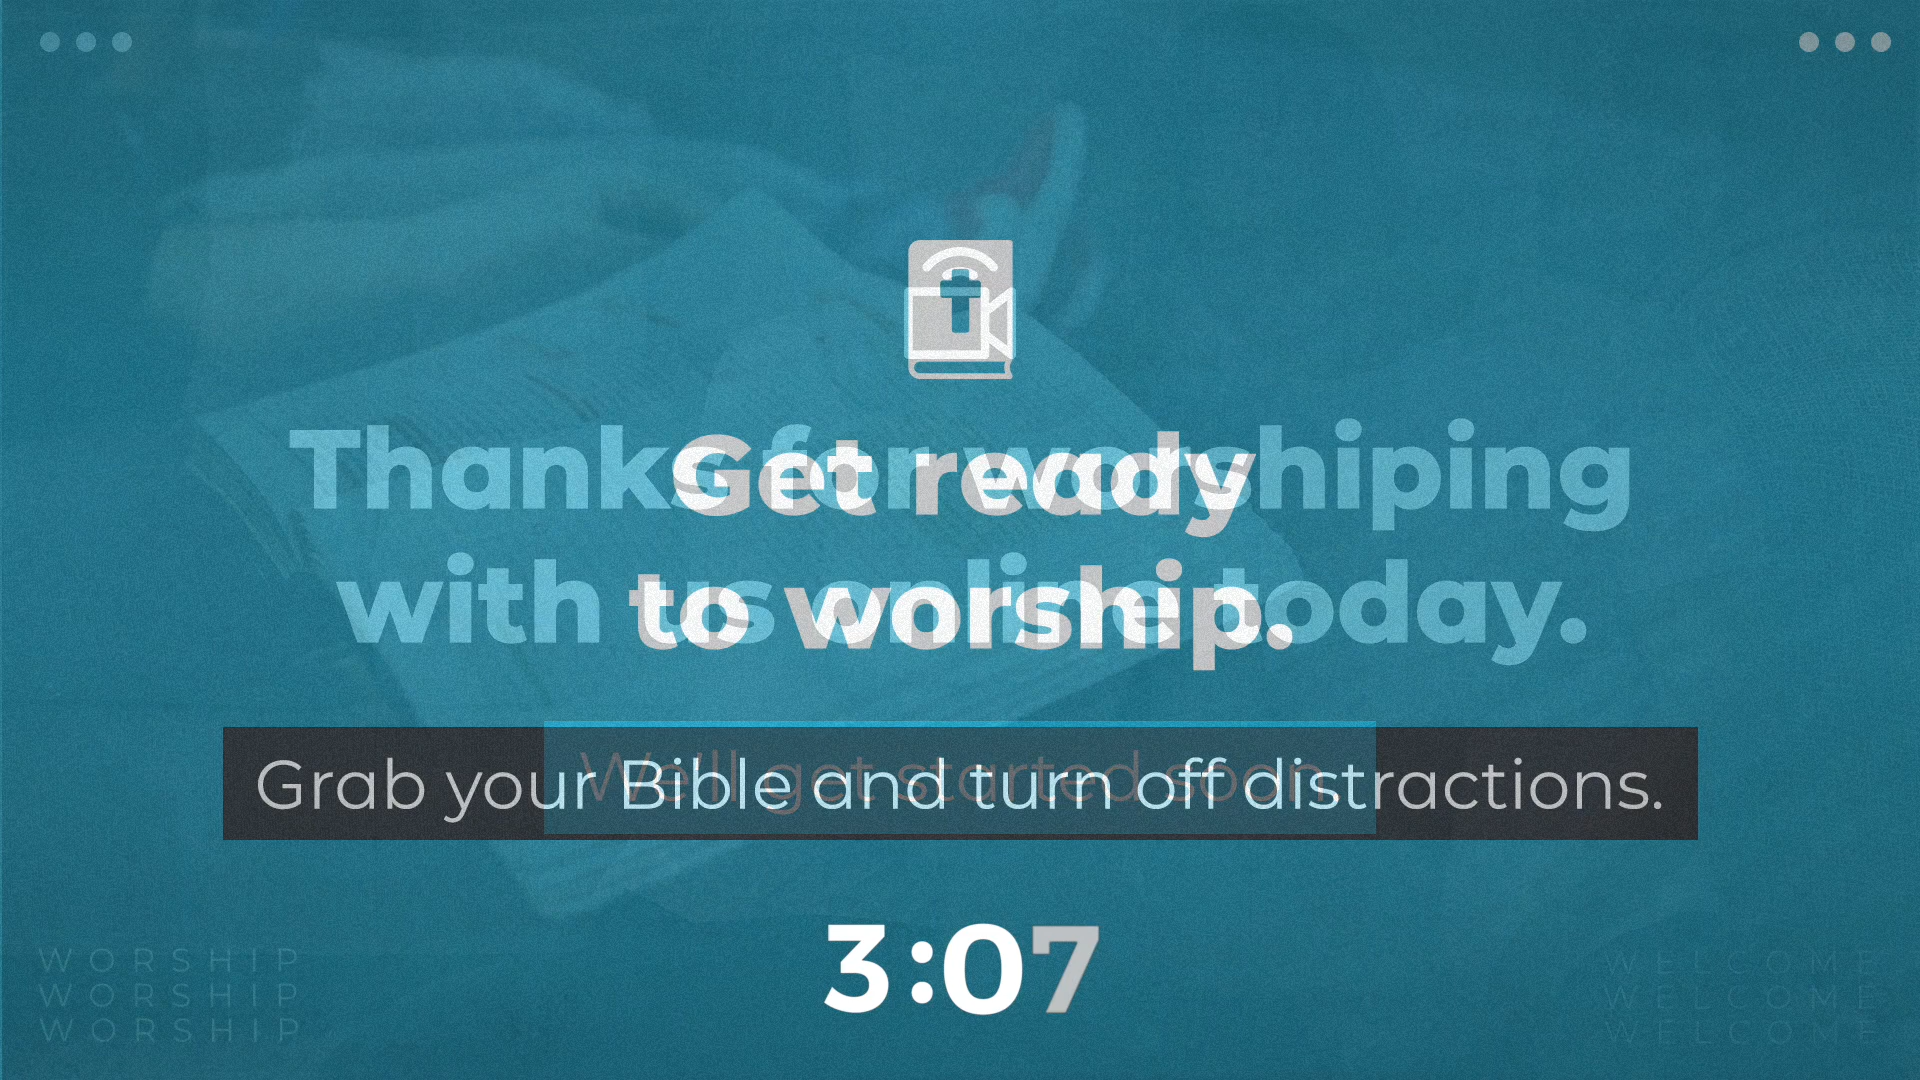 Thanks for worshiping
with us online today.
Get ready
to worship.
We'll get started soon.
Grab your Bible and turn off distractions.
3:07
WORSHIP
WORSHIP
WORSHIP
WELCOME
WELCOME
WELCOME